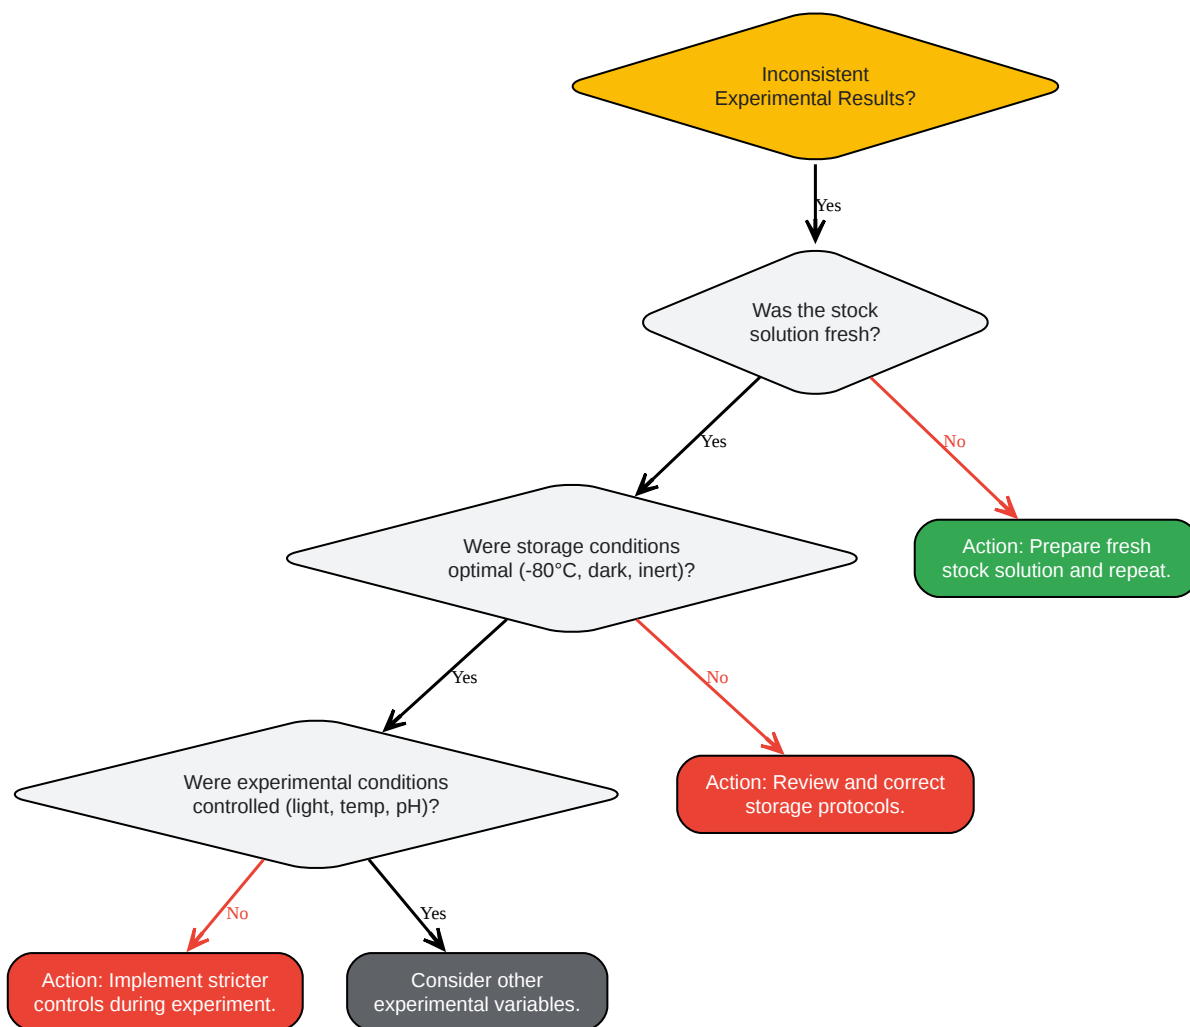 Inconsistent
Experimental Results?
Yes
Was the stock
solution fresh?
Yes
No
Were storage conditions
optimal (-80°C, dark, inert)?
Action: Prepare fresh
stock solution and repeat.
Yes
No
Were experimental conditions
controlled (light, temp, pH)?
Action: Review and correct
storage protocols.
No
Yes
Action: Implement stricter
controls during experiment.
Consider other
experimental variables.